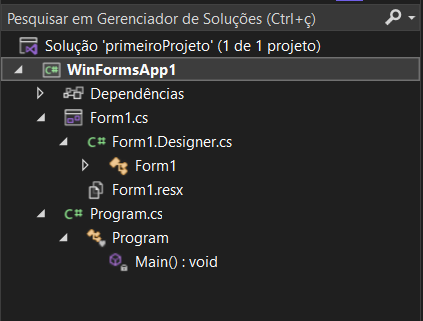 Pesquisar em Gerenciador de Soluções (Ctrl+ç)
Solução 'primeiroProjeto' (1 de 1 projeto)
C# WinFormsApp1
Dependências
Form1.cs
C# Form1.Designer.cs
Form1
Form1.resx
C# Program.cs
Program
Main() : void